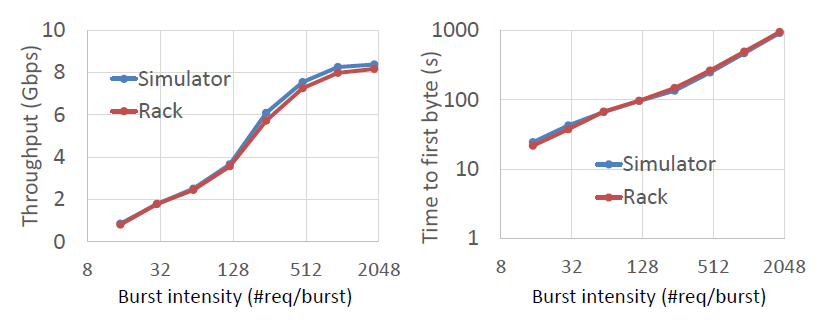 Throughput (Gbps)
10
8
6
4
2
0
Simulator
Rack
8
32
128
512
2048
Burst intensity (#req/burst)
Time to first byte (s)
1000
100
10
1
Simulator
Rack
8
32
128
512
2048
Burst intensity (#req/burst)